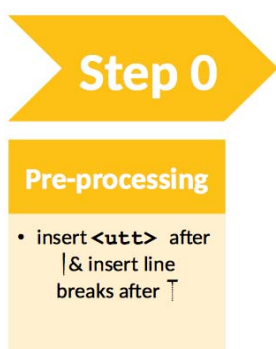 Step 0
Pre-processing
• insert <utt> after
| & insert line
breaks after ⍑